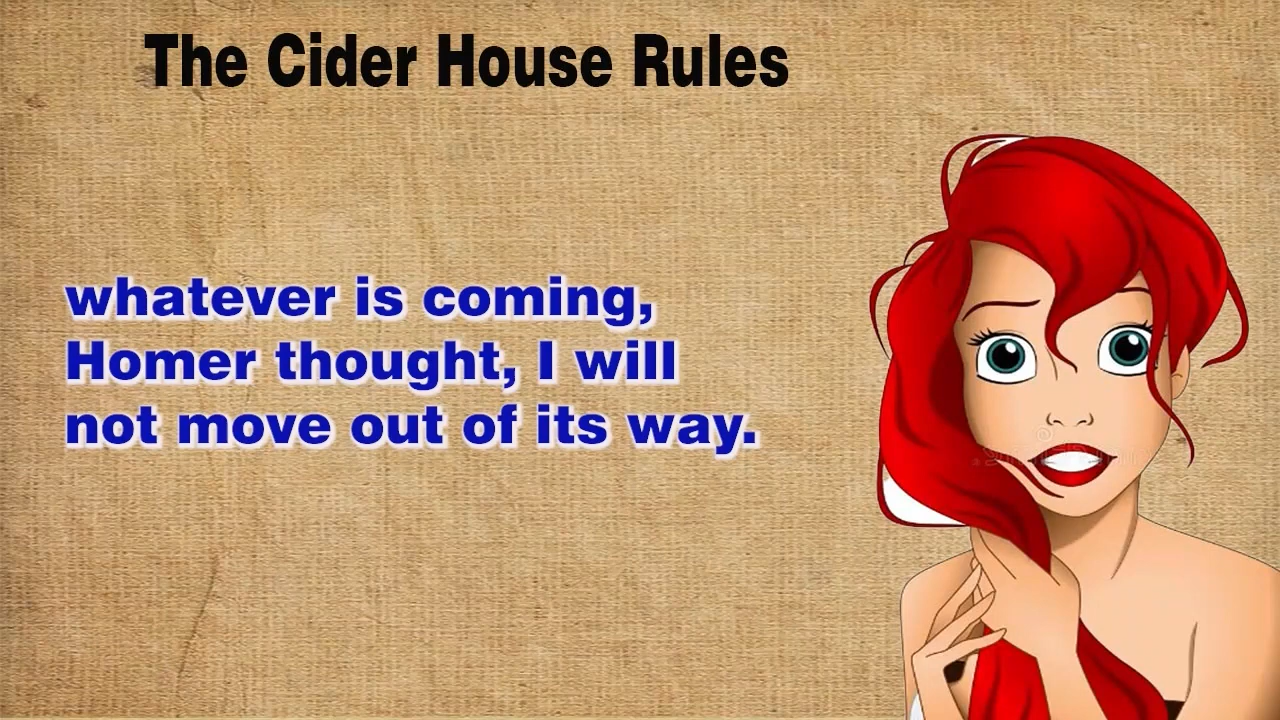 The Cider House Rules
whatever is coming,
Homer thought, I will
not move out of its way.